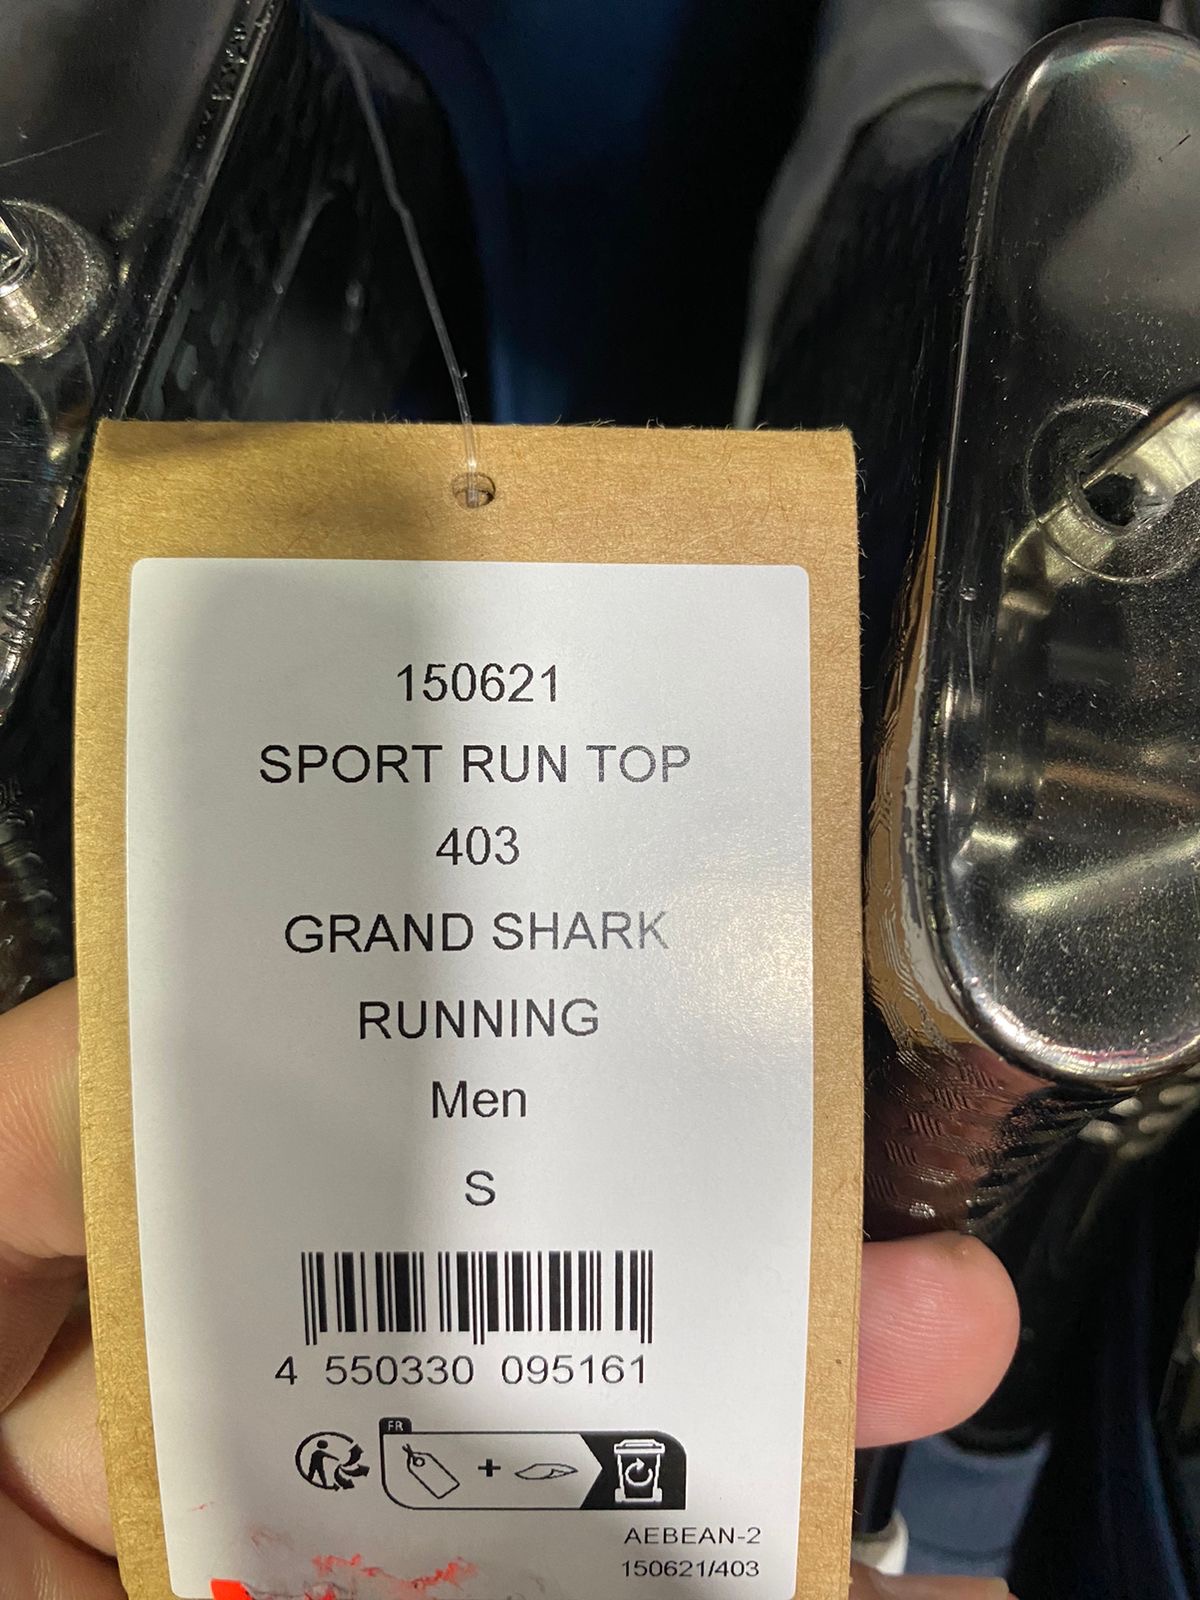 150621
SPORT RUN TOP
403
GRAND SHARK
RUNNING
Men
S
4 550330 095161
FR
+
AEBEAN-2
150621/403